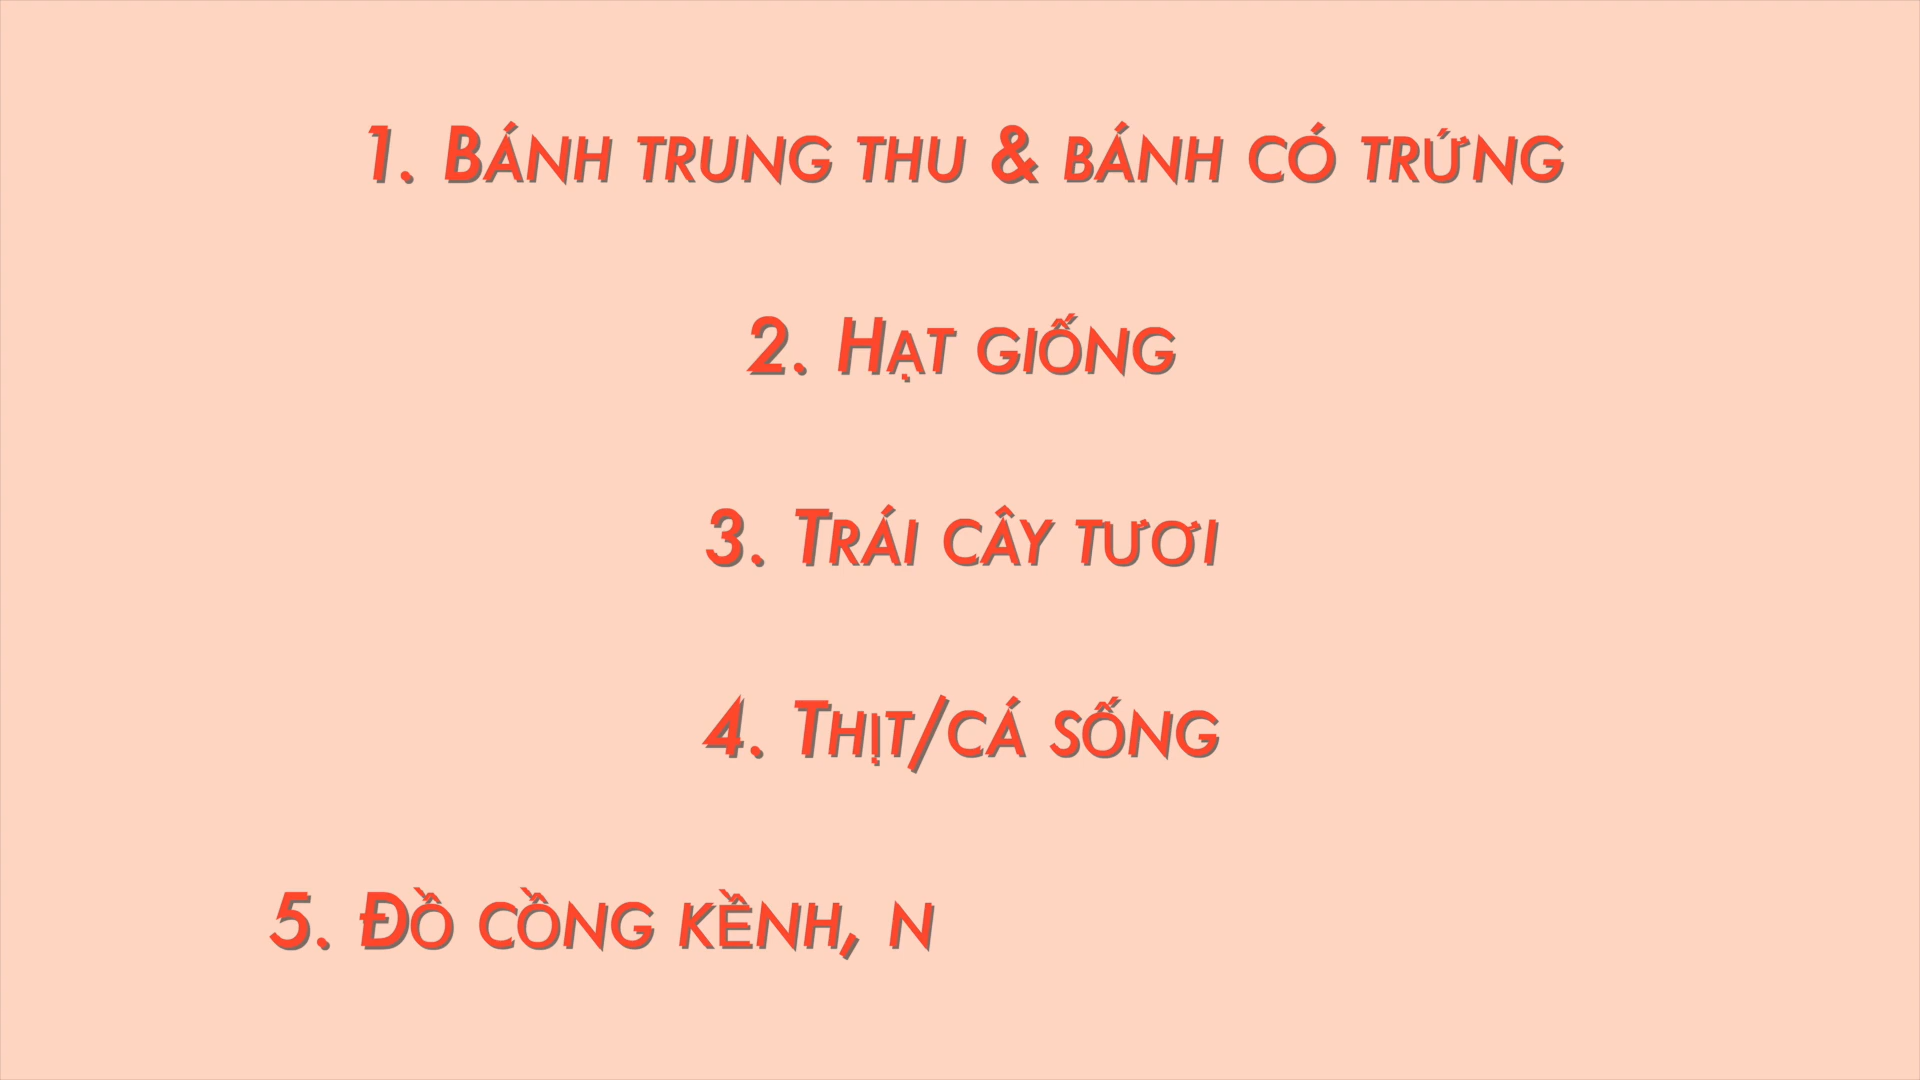 1. Bánh trung thu & bánh có trứng
2. Hạt giống
3. Trái cây tươi
4. Thịt/cá sống
5. Đồ cồng kềnh, n